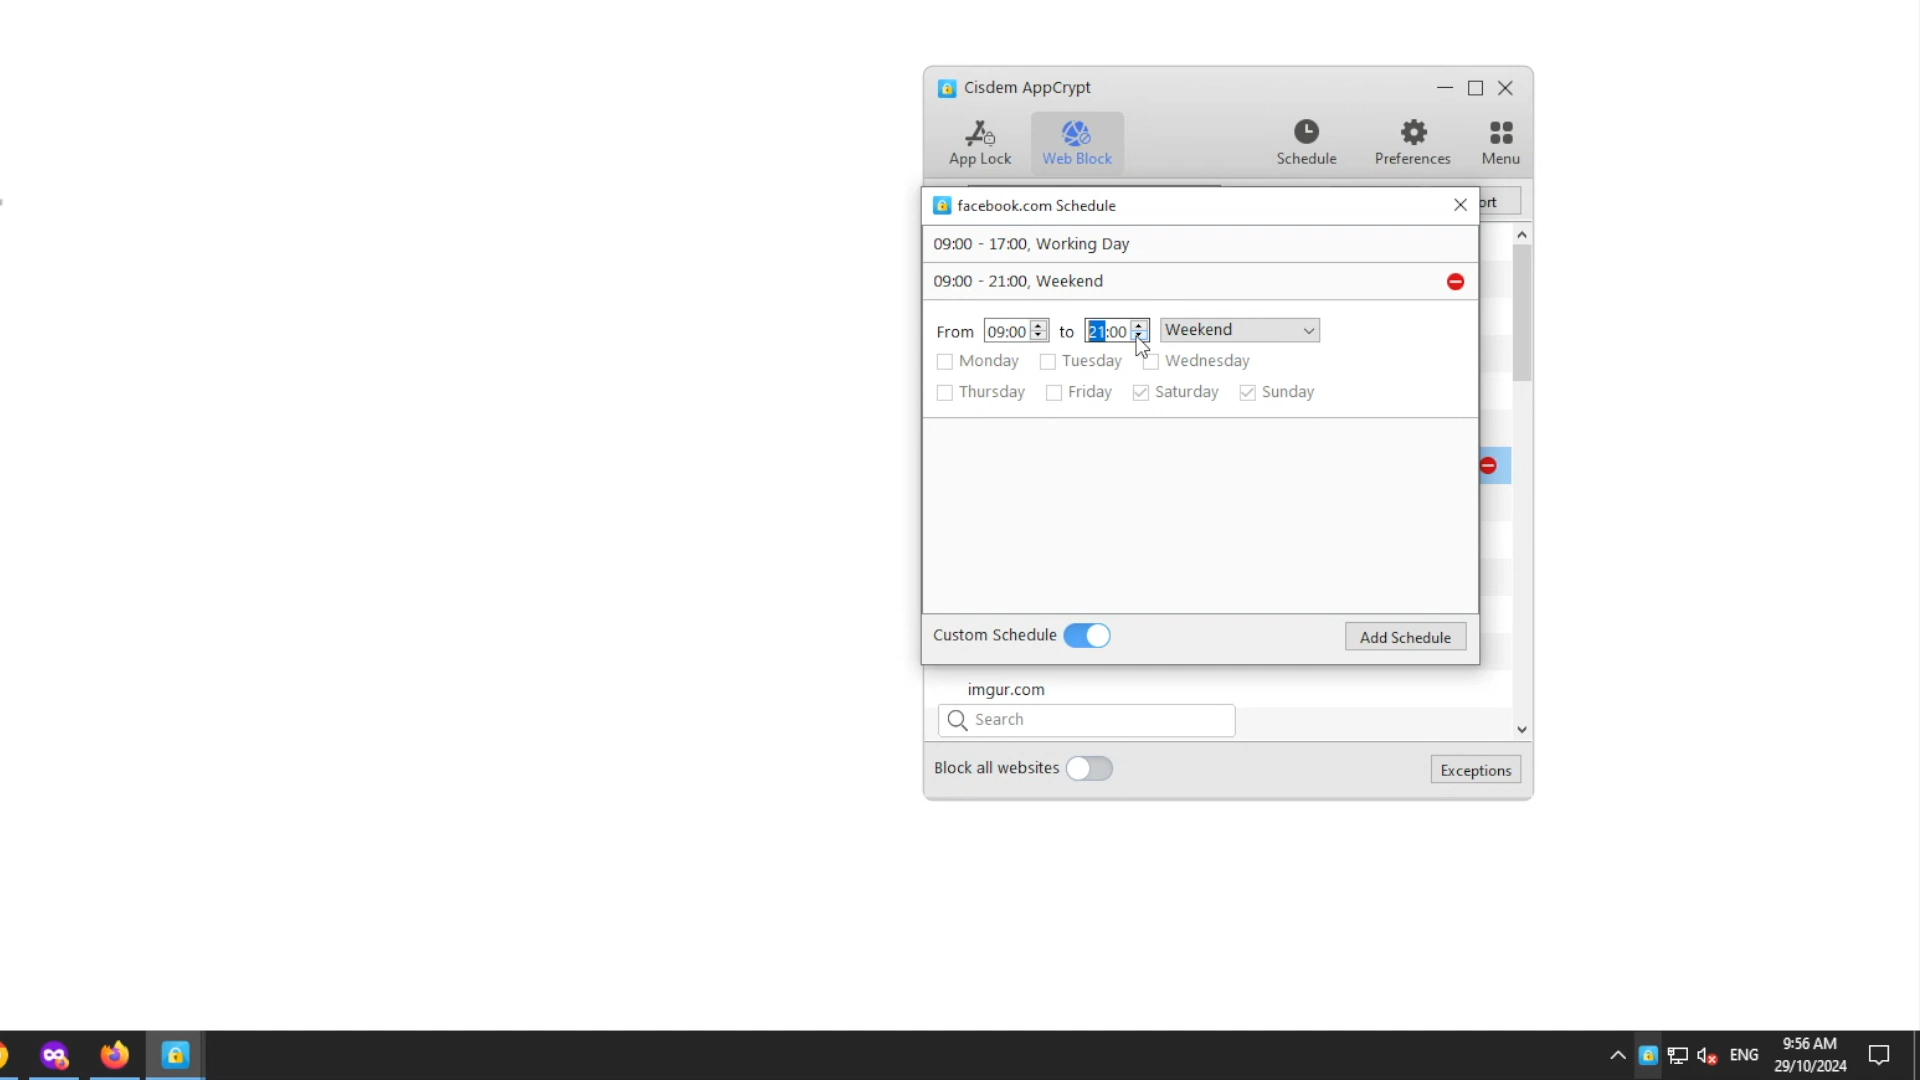 Cisdem AppCrypt
App Lock
Web Block
Schedule
Preferences
Menu
ort
facebook.com Schedule
09:00 - 17:00, Working Day
09:00 - 21:00, Weekend
From 09:00 to 21:00 Weekend
Monday Tuesday Wednesday
Thursday Friday Saturday Sunday
Custom Schedule
Add Schedule
imgur.com
Search
Block all websites
Exceptions
ENG
9:56 AM
29/10/2024